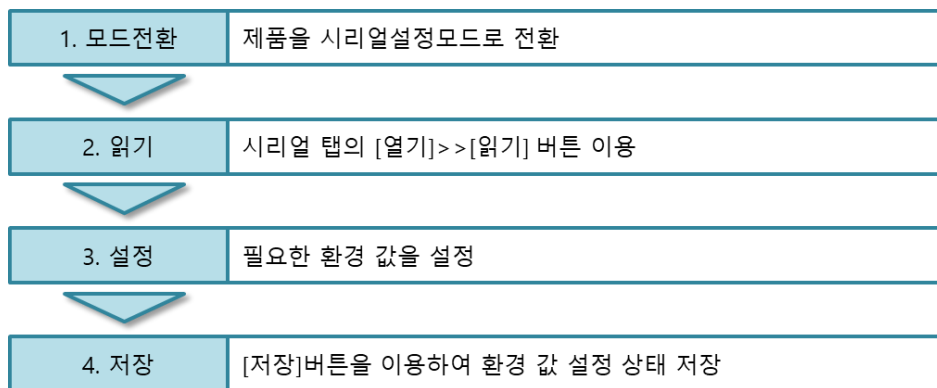 1. 모드전환 제품을 시리얼설정모드로 전환
2. 읽기 시리얼 탭의 [열기]>>[읽기] 버튼 이용
3. 설정 필요한 환경 값을 설정
4. 저장 [저장]버튼을 이용하여 환경 값 설정 상태 저장